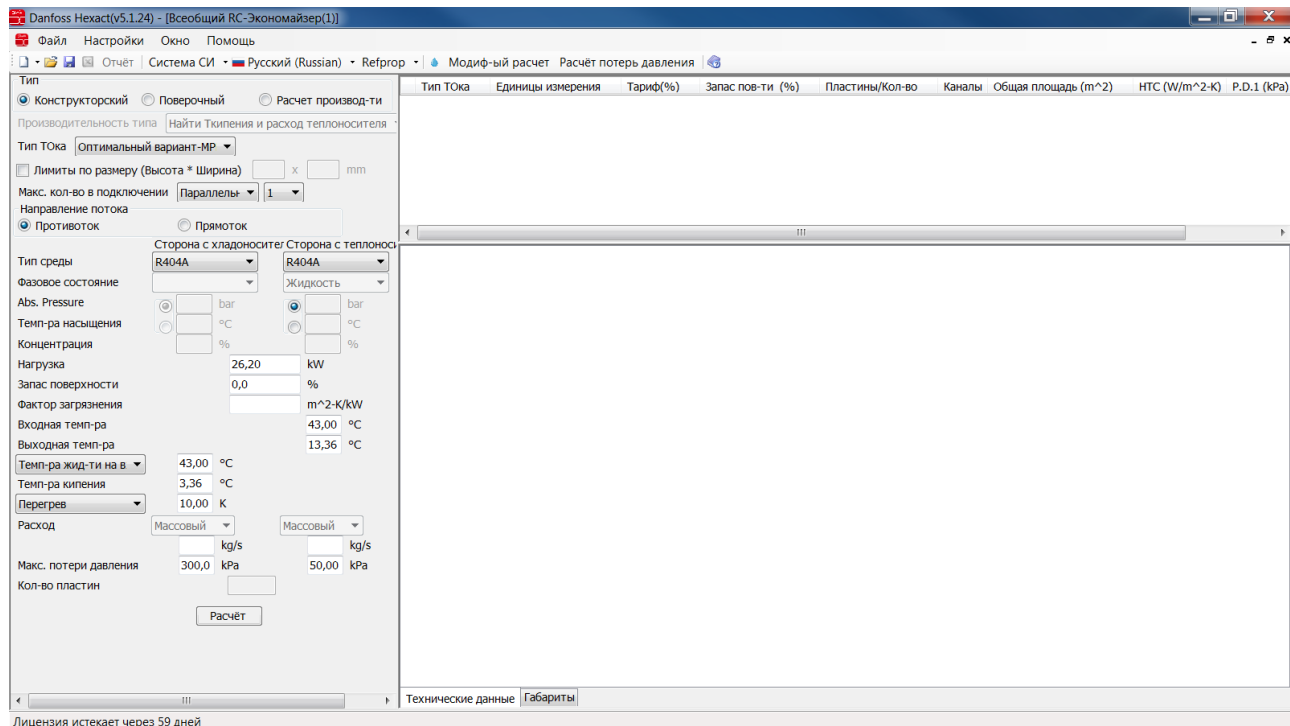 Danfoss Hexact(v5.1.24) - [Всеобщий RC-Экономайзер(1)]
Файл Настройки Окно Помощь
Отчёт Система СИ Русский (Russian) Refprop Модиф-ый расчет Расчёт потерь давления
Тип
Конструкторский Поверочный Расчет производ-ти
Производительность типа Найти Ткипения и расход теплоносителя
Тип ТОка Оптимальный вариант-МР
Лимиты по размеру (Высота * Ширина) x mm
Макс. кол-во в подключении Параллельн 1
Направление потока
Противоток Прямоток
Сторона с хладоносител Сторона с теплоноси
Тип среды R404A R404A
Фазовое состояние Жидкость
Abs. Pressure bar bar
Темп-ра насыщения °C °C
Концентрация % %
Нагрузка 26,20 kW
Запас поверхности 0,0 %
Фактор загрязнения m^2-K/kW
Входная темп-ра 43,00 °C
Выходная темп-ра 13,36 °C
Темп-ра жид-ти на в 43,00 °C
Темп-ра кипения 3,36 °C
Перегрев 10,00 K
Расход Массовый Массовый
kg/s kg/s
Макс. потери давления 300,0 kPa 50,00 kPa
Кол-во пластин
Расчёт
Тип ТОка Единицы измерения Тариф(%) Запас пов-ти (%) Пластины/Кол-во Каналы Общая площадь (m^2) HTC (W/m^2-K) P.D.1 (kPa)
Технические данные Габариты
Лицензия истекает через 59 дней